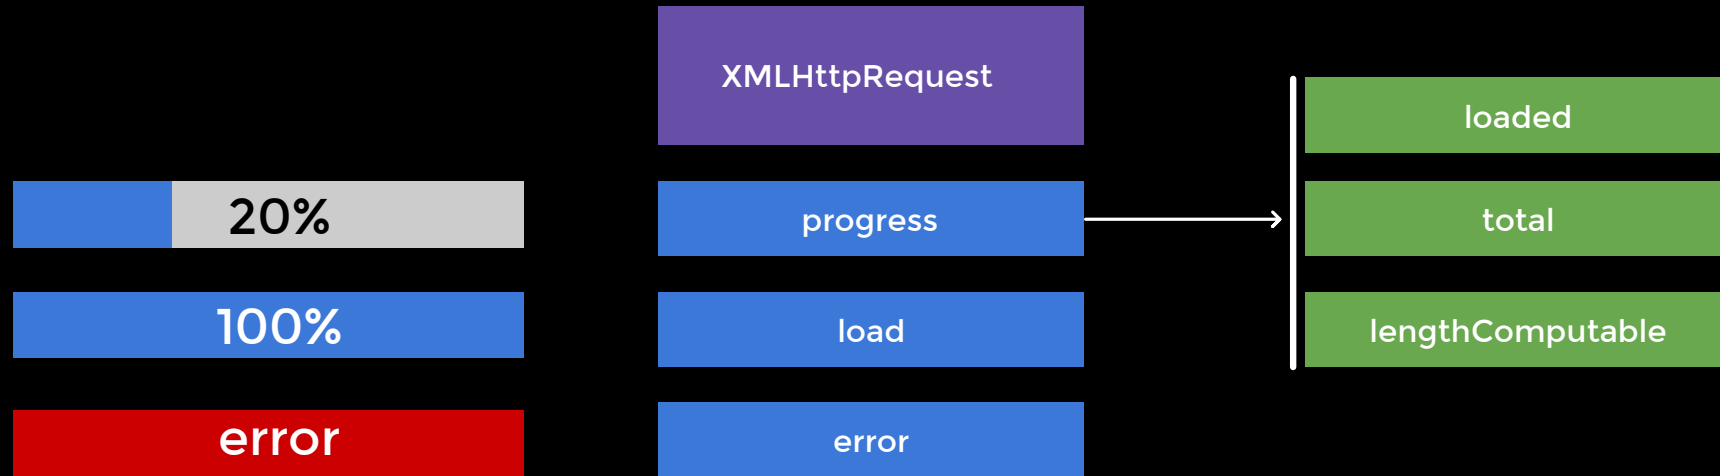 XMLHttpRequest
loaded
20%
progress
total
100%
load
lengthComputable
error
error